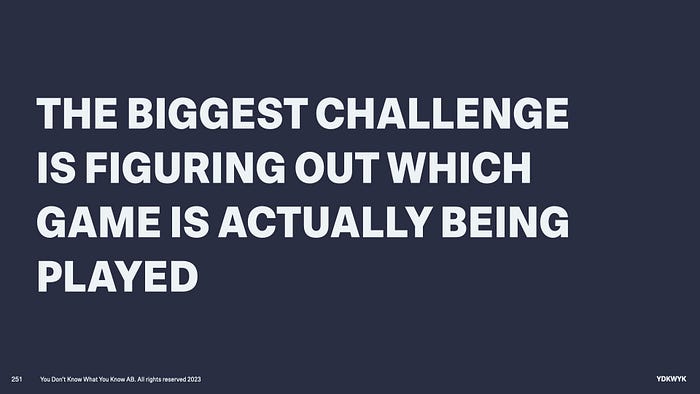 THE BIGGEST CHALLENGE
IS FIGURING OUT WHICH
GAME IS ACTUALLY BEING
PLAYED
251 You Don't Know What You Know AB. All rights reserved 2023 YDKWYK